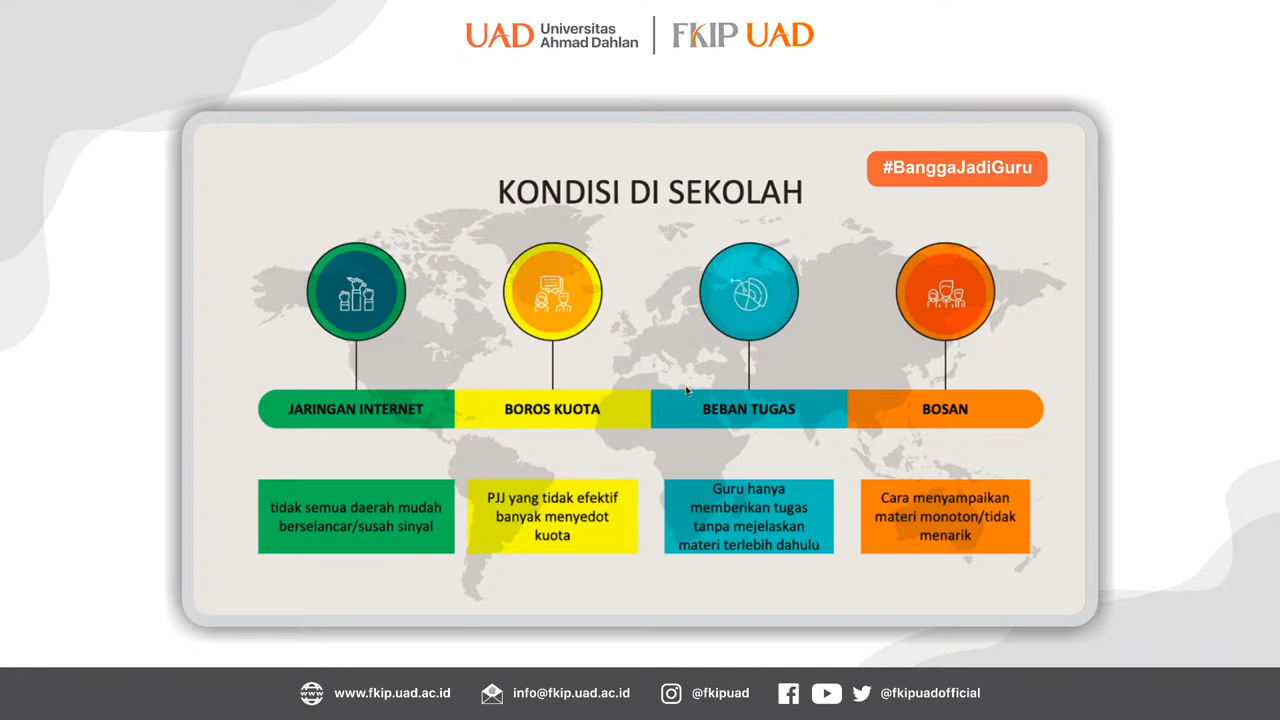 UAD Universitas
Ahmad Dahlan
FKIP UAD
#BanggaJadiGuru
KONDISI DI SEKOLAH
JARINGAN INTERNET
BOROS KUOTA
BEBAN TUGAS
BOSAN
tidak semua daerah mudah
berselancar/susah sinyal
PJJ yang tidak efektif
banyak menyedot
kuota
Guru hanya
memberikan tugas
tanpa mejelaskan
materi terlebih dahulu
Cara menyampaikan
materi monoton/tidak
menarik
www.fkip.uad.ac.id
info@fkip.uad.ac.id
@fkipuad
@fkipuadofficial